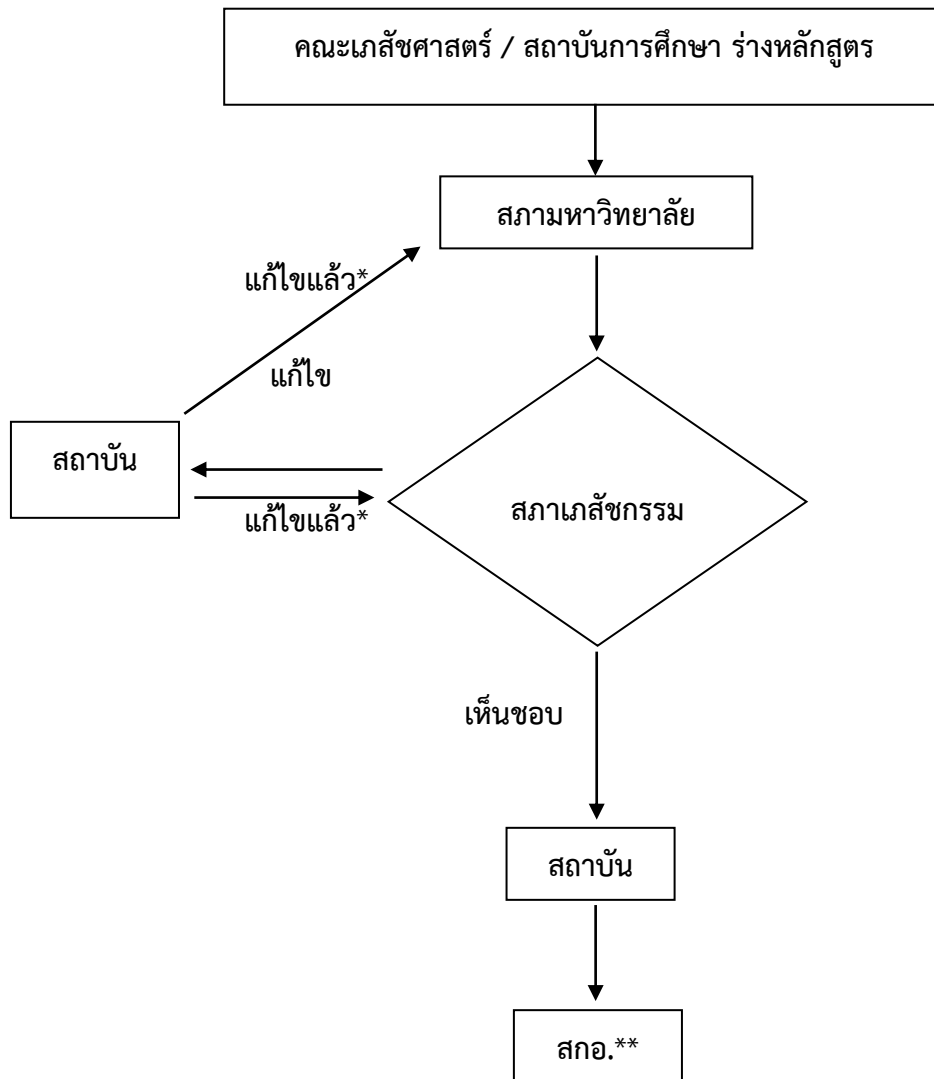 คณะเภสัชศาสตร์ / สถาบันการศึกษา ร่างหลักสูตร
สภามหาวิทยาลัย
แก้ไขแล้ว*
แก้ไข
สถาบัน
แก้ไขแล้ว*
สภาเภสัชกรรม
เห็นชอบ
สถาบัน
สกอ.**